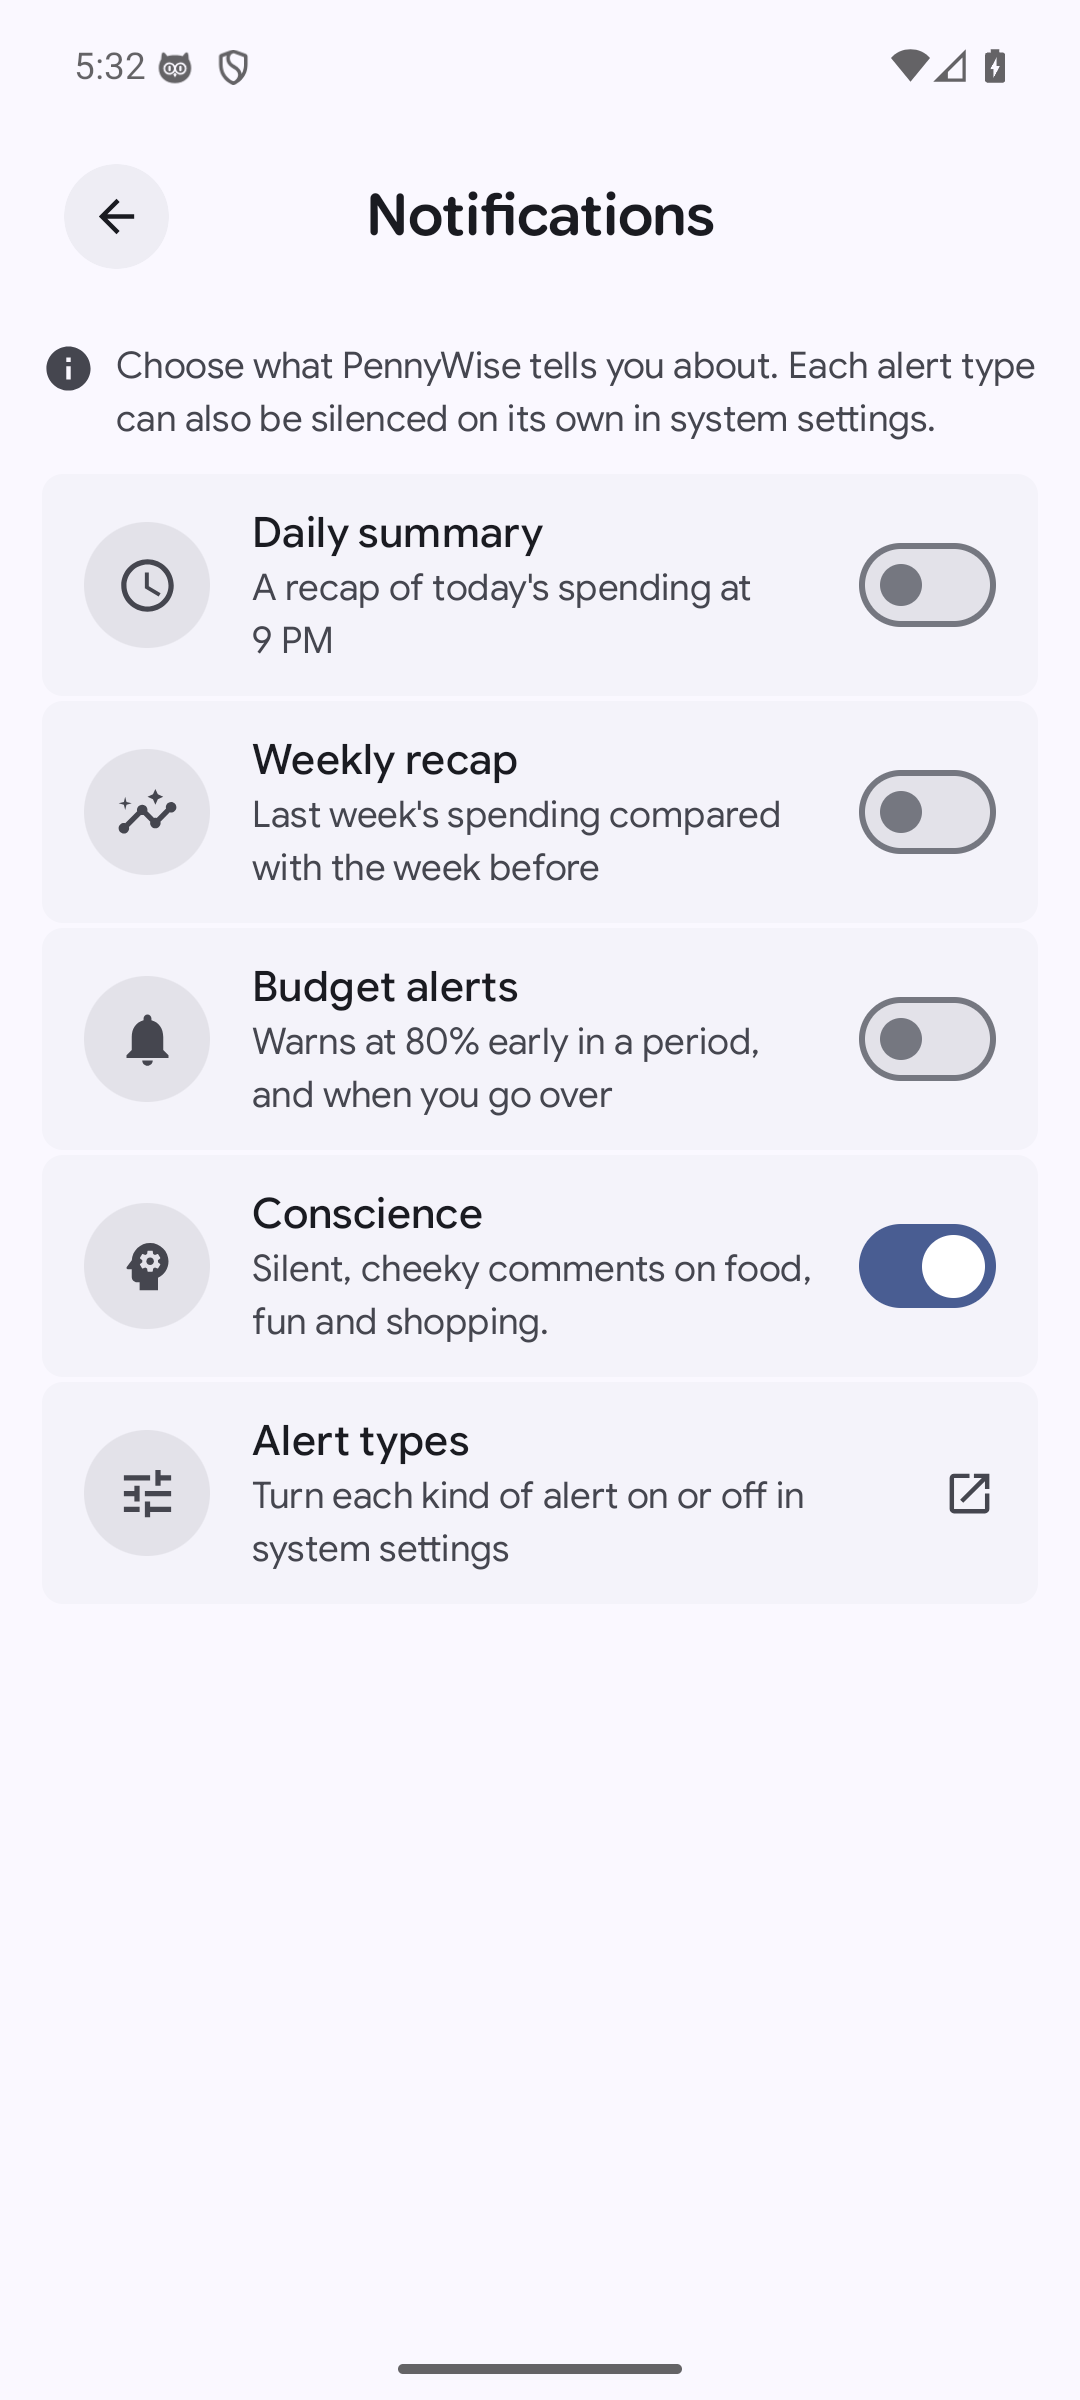 5:32
Notifications
Choose what PennyWise tells you about. Each alert type
can also be silenced on its own in system settings.
Daily summary
A recap of today's spending at
9 PM
Weekly recap
Last week's spending compared
with the week before
Budget alerts
Warns at 80% early in a period,
and when you go over
Conscience
Silent, cheeky comments on food,
fun and shopping.
Alert types
Turn each kind of alert on or off in
system settings